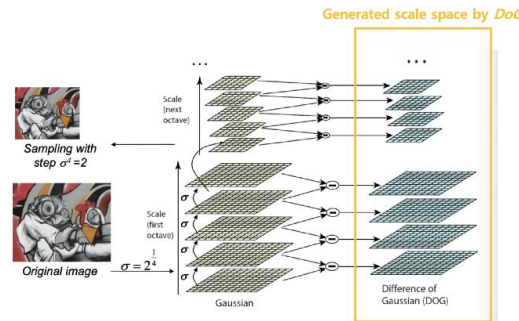 Generated scale space by DoG
...
...
Scale
(next
octave)
Sampling with
step σ⁴ =2
Scale
(first
octave)
σ
σ
σ
σ
Original image
σ = 2^(1/4)
Gaussian
Difference of
Gaussian (DOG)